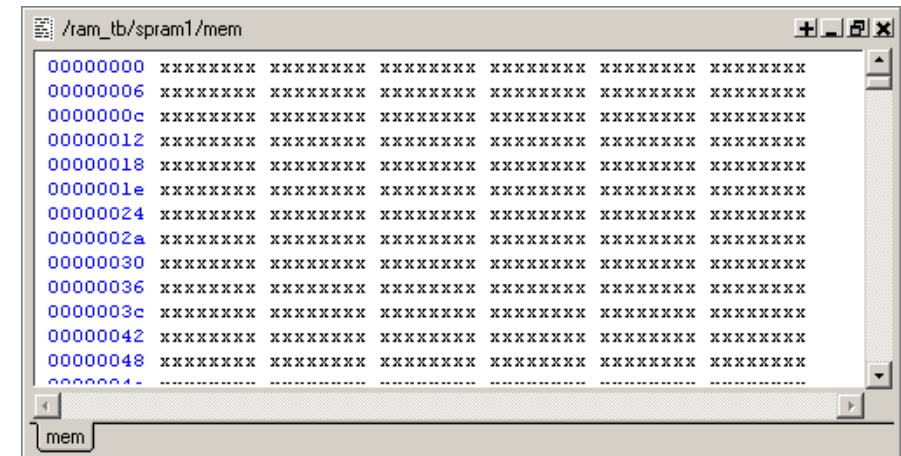 /ram_tb/spram1/mem
00000000 xxxxxxxx xxxxxxxx xxxxxxxx xxxxxxxx xxxxxxxx xxxxxxxx
00000006 xxxxxxxx xxxxxxxx xxxxxxxx xxxxxxxx xxxxxxxx xxxxxxxx
0000000c xxxxxxxx xxxxxxxx xxxxxxxx xxxxxxxx xxxxxxxx xxxxxxxx
00000012 xxxxxxxx xxxxxxxx xxxxxxxx xxxxxxxx xxxxxxxx xxxxxxxx
00000018 xxxxxxxx xxxxxxxx xxxxxxxx xxxxxxxx xxxxxxxx xxxxxxxx
0000001e xxxxxxxx xxxxxxxx xxxxxxxx xxxxxxxx xxxxxxxx xxxxxxxx
00000024 xxxxxxxx xxxxxxxx xxxxxxxx xxxxxxxx xxxxxxxx xxxxxxxx
0000002a xxxxxxxx xxxxxxxx xxxxxxxx xxxxxxxx xxxxxxxx xxxxxxxx
00000030 xxxxxxxx xxxxxxxx xxxxxxxx xxxxxxxx xxxxxxxx xxxxxxxx
00000036 xxxxxxxx xxxxxxxx xxxxxxxx xxxxxxxx xxxxxxxx xxxxxxxx
0000003c xxxxxxxx xxxxxxxx xxxxxxxx xxxxxxxx xxxxxxxx xxxxxxxx
00000042 xxxxxxxx xxxxxxxx xxxxxxxx xxxxxxxx xxxxxxxx xxxxxxxx
00000048 xxxxxxxx xxxxxxxx xxxxxxxx xxxxxxxx xxxxxxxx xxxxxxxx
mem